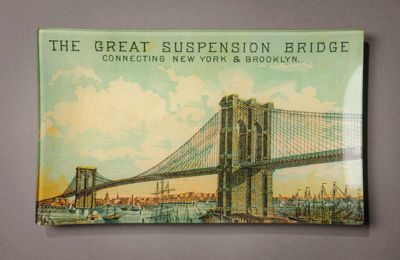 THE GREAT SUSPENSION BRIDGE
CONNECTING NEW YORK & BROOKLYN.